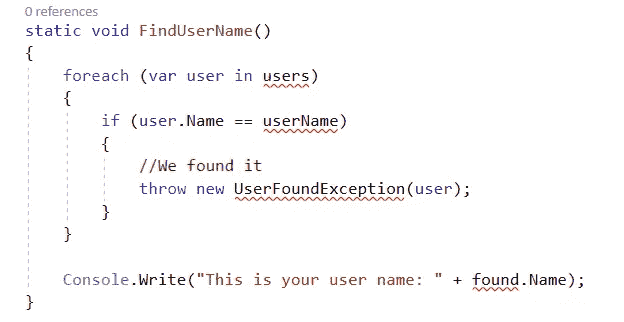 0 references
static void FindUserName()
{
    foreach (var user in users)
    {
        if (user.Name == userName)
        {
            //We found it
            throw new UserFoundException(user);
        }
    }

    Console.Write("This is your user name: " + found.Name);
}